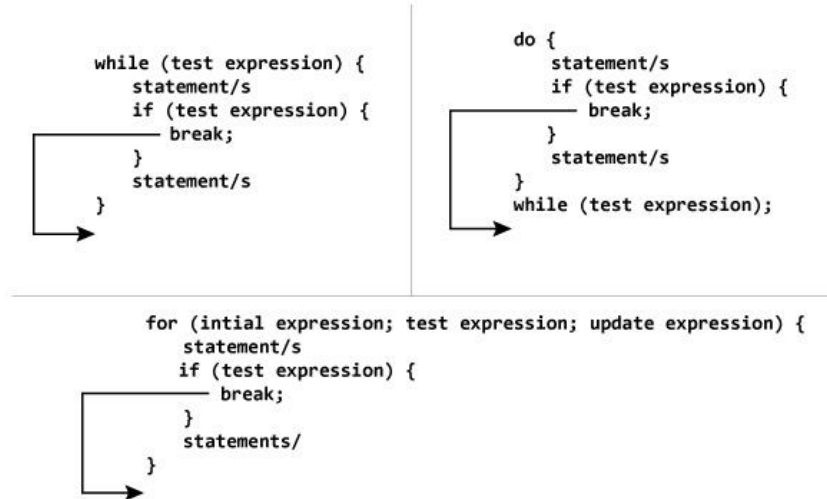 while (test expression) {
statement/s
if (test expression) {
break;
}
statement/s
}
do {
statement/s
if (test expression) {
break;
}
statement/s
}
while (test expression);
for (intial expression; test expression; update expression) {
statement/s
if (test expression) {
break;
}
statements/
}